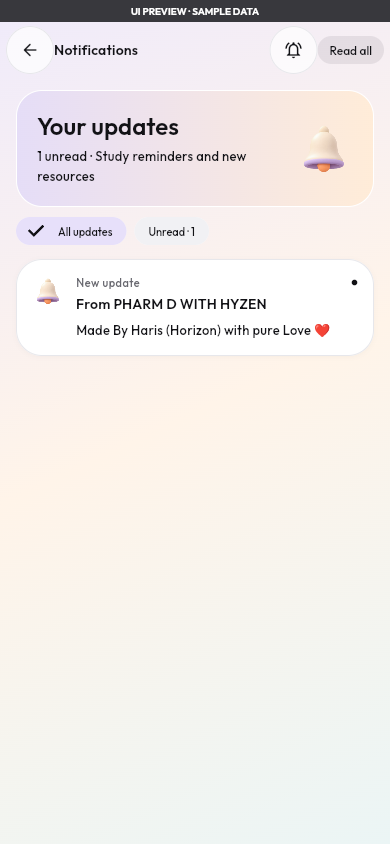 UI PREVIEW · SAMPLE DATA
Notifications
Read all
Your updates
1 unread · Study reminders and new
resources
All updates
Unread · 1
New update
From PHARM D WITH HYZEN
Made By Haris (Horizon) with pure Love ❤️